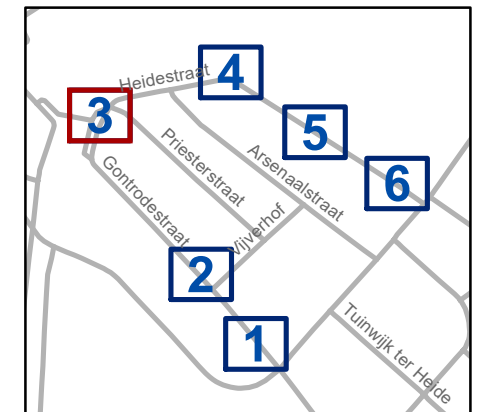 Heidestraat
4
3
5
Priesterstraat
Arsenaalstraat
6
Gontrodestraat
Vijverhof
2
1
Tuinwijk ter Heide